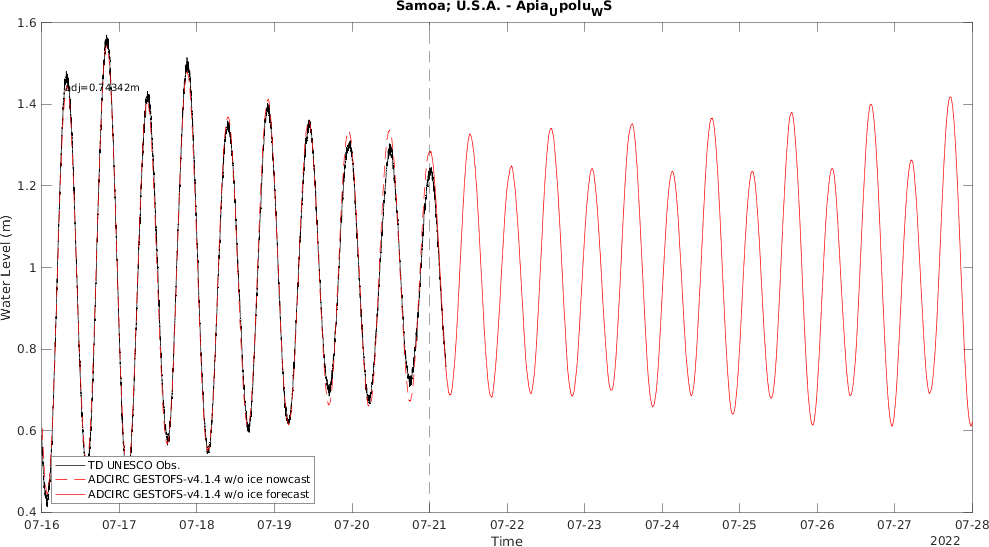 Samoa; U.S.A. - ApiaUpoluWS
1.6
1.4
1.2
1
0.8
0.6
0.4
Water Level (m)
adj=0.74342m
TD UNESCO Obs.
ADCIRC GESTOFS-v4.1.4 w/o ice nowcast
ADCIRC GESTOFS-v4.1.4 w/o ice forecast
07-16 07-17 07-18 07-19 07-20 07-21 07-22 07-23 07-24 07-25 07-26 07-27 07-28
Time
2022